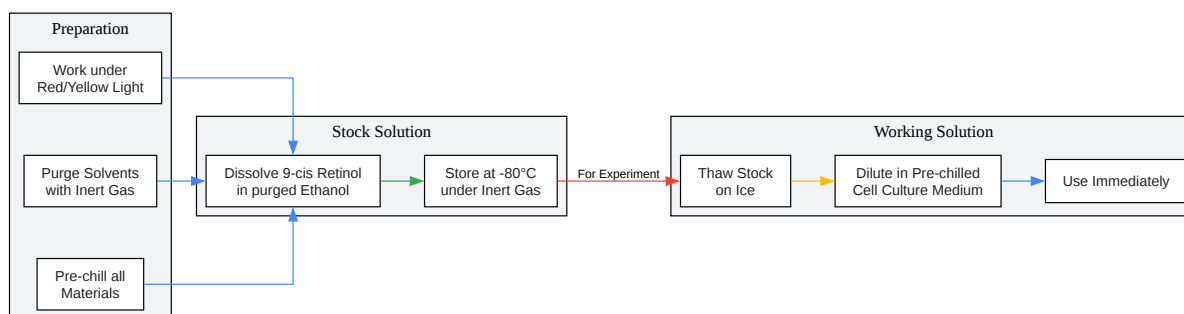 Preparation
Work under
Red/Yellow Light
Purge Solvents
with Inert Gas
Pre-chill all
Materials
Stock Solution
Dissolve 9-cis Retinol
in purged Ethanol
Store at -80°C
under Inert Gas
For Experiment
Working Solution
Thaw Stock
on Ice
Dilute in Pre-chilled
Cell Culture Medium
Use Immediately